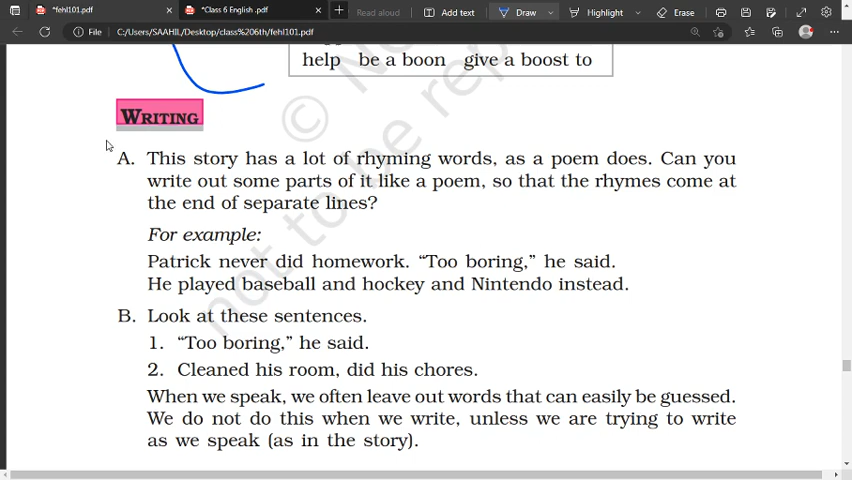 *fehl101.pdf
*Class 6 English .pdf
Read aloud
Add text
Draw
Highlight
Erase
File
C:/Users/SAAHIL/Desktop/class%206th/fehl101.pdf
help be a boon give a boost to
WRITING
A. This story has a lot of rhyming words, as a poem does. Can you
write out some parts of it like a poem, so that the rhymes come at
the end of separate lines?
For example:
Patrick never did homework. “Too boring,” he said.
He played baseball and hockey and Nintendo instead.
B. Look at these sentences.
1. “Too boring,” he said.
2. Cleaned his room, did his chores.
When we speak, we often leave out words that can easily be guessed.
We do not do this when we write, unless we are trying to write
as we speak (as in the story).
not to be rep